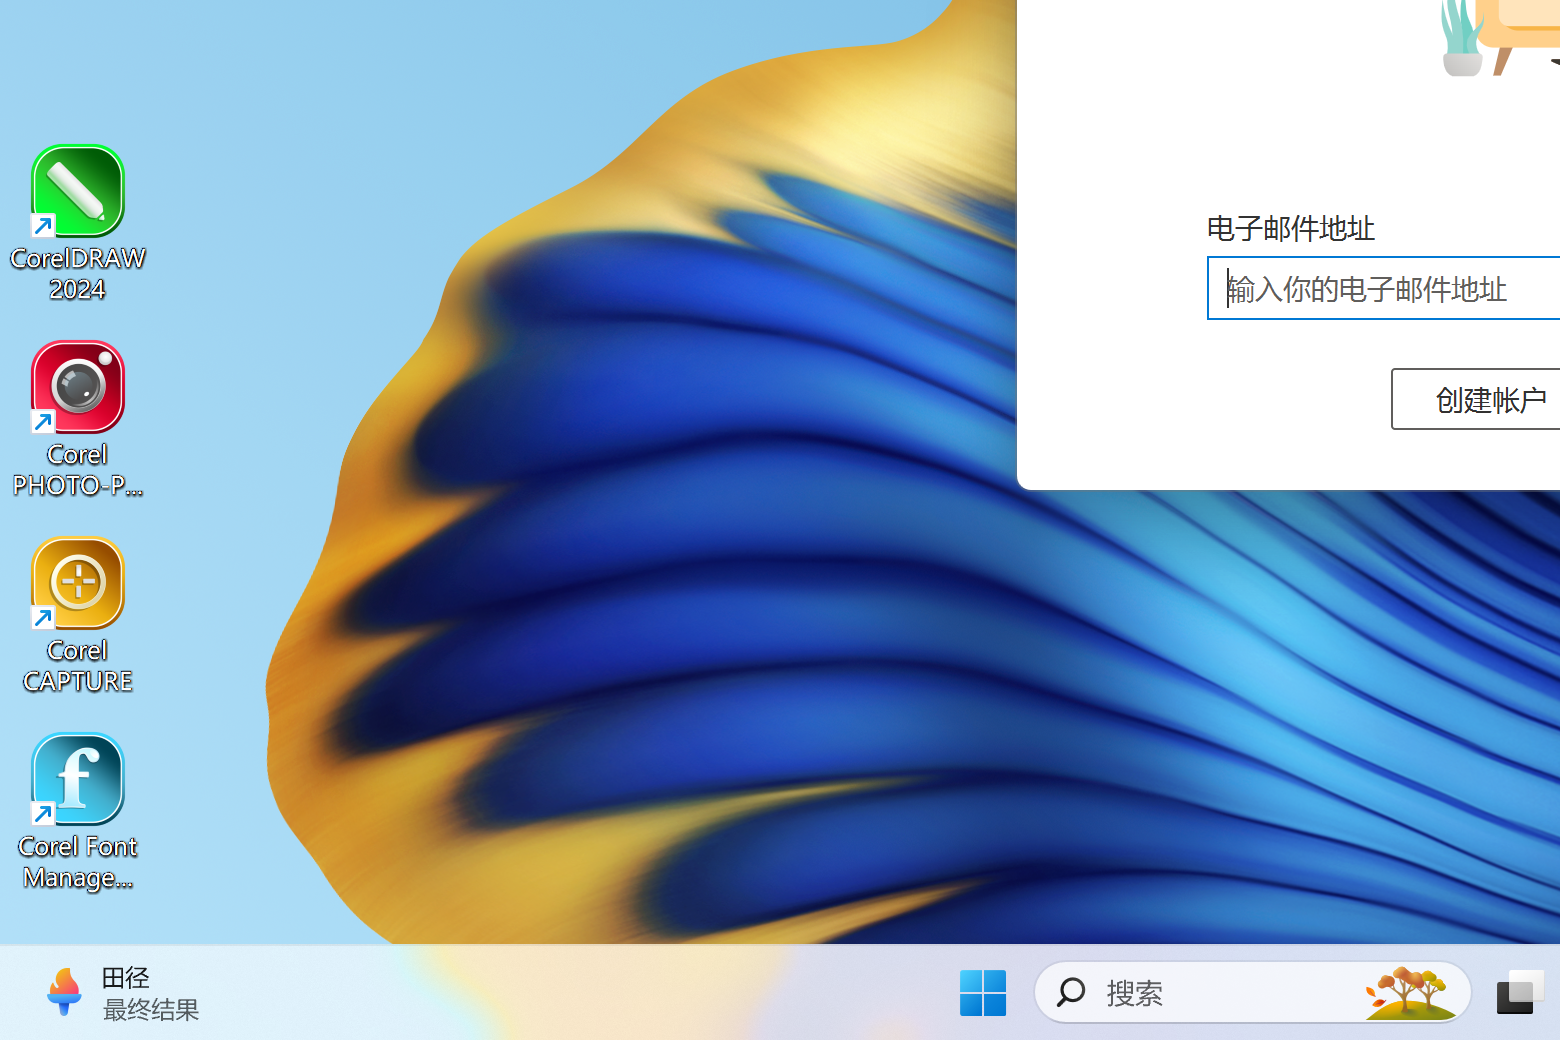 CorelDRAW
2024
Corel
PHOTO-P...
Corel
CAPTURE
Corel Font
Manage...
电子邮件地址
输入你的电子邮件地址
创建帐户
田径
最终结果
搜索